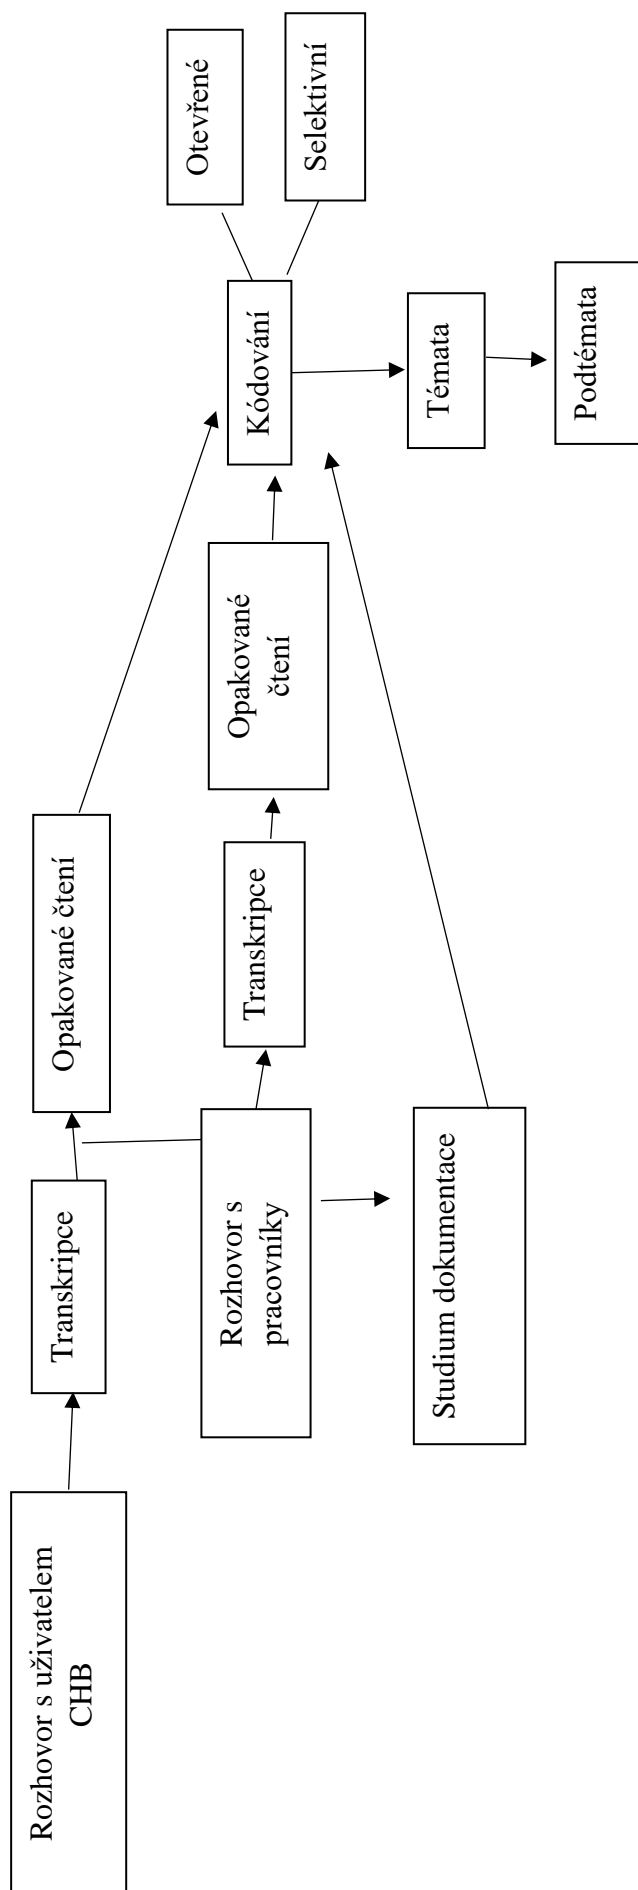 Rozhovor s uživatelem
CHB
Transkripce
Opakované čtení
Rozhovor s
pracovníky
Transkripce
Opakované
čtení
Studium dokumentace
Kódování
Otevřené
Selektivní
Témata
Podtémata